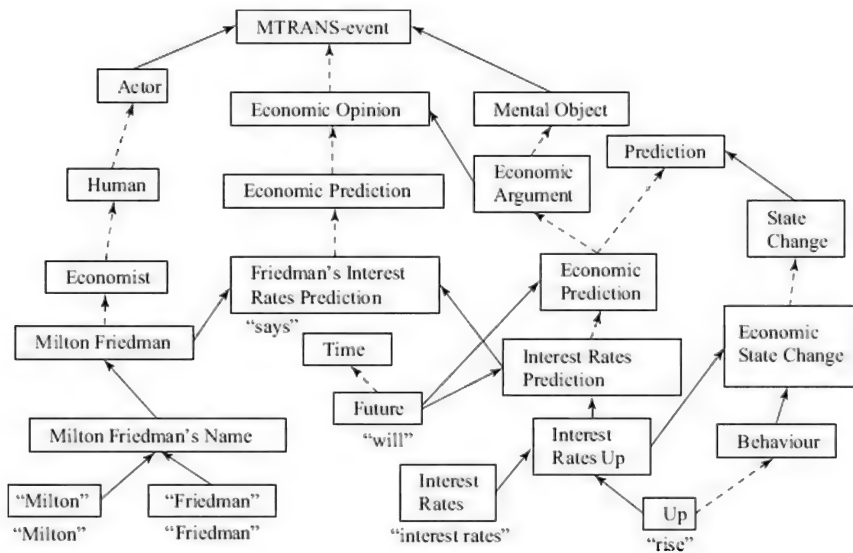 MTRANS-event
Actor
Economic Opinion
Mental Object
Prediction
Human
Economic Prediction
Economic
Argument
State
Change
Economist
Friedman's Interest
Rates Prediction
"says"
Economic
Prediction
Milton Friedman
Time
Interest Rates
Prediction
Economic
State Change
Future
"will"
Milton Friedman's Name
Interest
Rates Up
Behaviour
"Milton"
"Milton"
"Friedman"
"Friedman"
Interest
Rates
"interest rates"
Up
"rise"